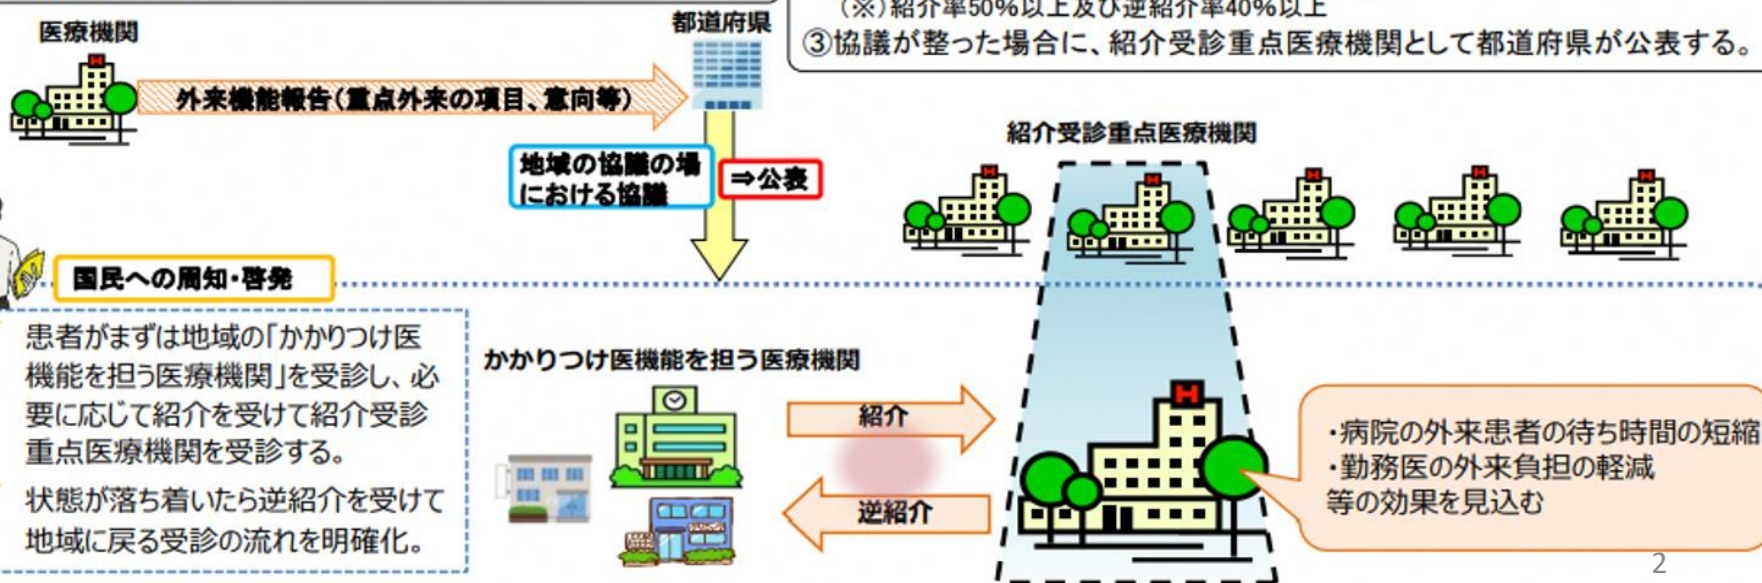 (※)紹介率50%以上及び逆紹介率40%以上
③協議が整った場合に、紹介受診重点医療機関として都道府県が公表する。
医療機関
都道府県
外来機能報告(重点外来の項目、意向等)
地域の協議の場
における協議
⇒公表
紹介受診重点医療機関
国民への周知・啓発
患者がまずは地域の「かかりつけ医
機能を担う医療機関」を受診し、必
要に応じて紹介を受けて紹介受診
重点医療機関を受診する。
状態が落ち着いたら逆紹介を受けて
地域に戻る受診の流れを明確化。
かかりつけ医機能を担う医療機関
紹介
逆紹介
・病院の外来患者の待ち時間の短縮
・勤務医の外来負担の軽減
等の効果を見込む
2